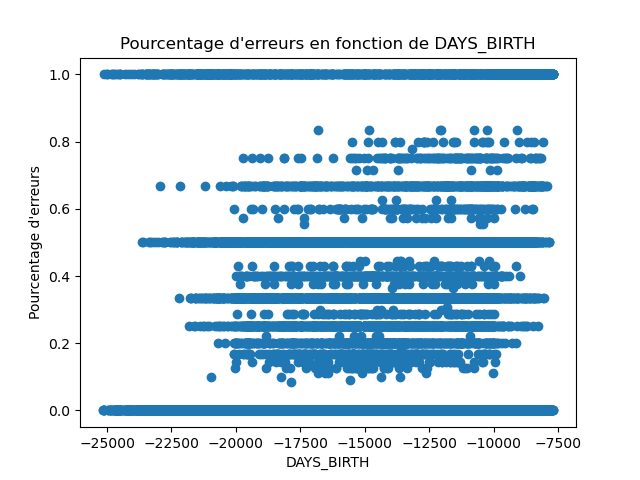 Pourcentage d'erreurs en fonction de DAYS_BIRTH
1.0
0.8
0.6
0.4
0.2
0.0
Pourcentage d'erreurs
−25000 −22500 −20000 −17500 −15000 −12500 −10000 −7500
DAYS_BIRTH